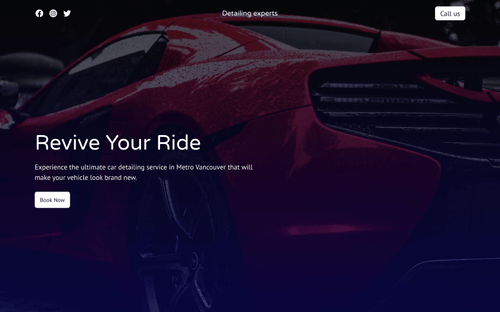 Detailing experts
Call us
Revive Your Ride
Experience the ultimate car detailing service in Metro Vancouver that will
make your vehicle look brand new.
Book Now